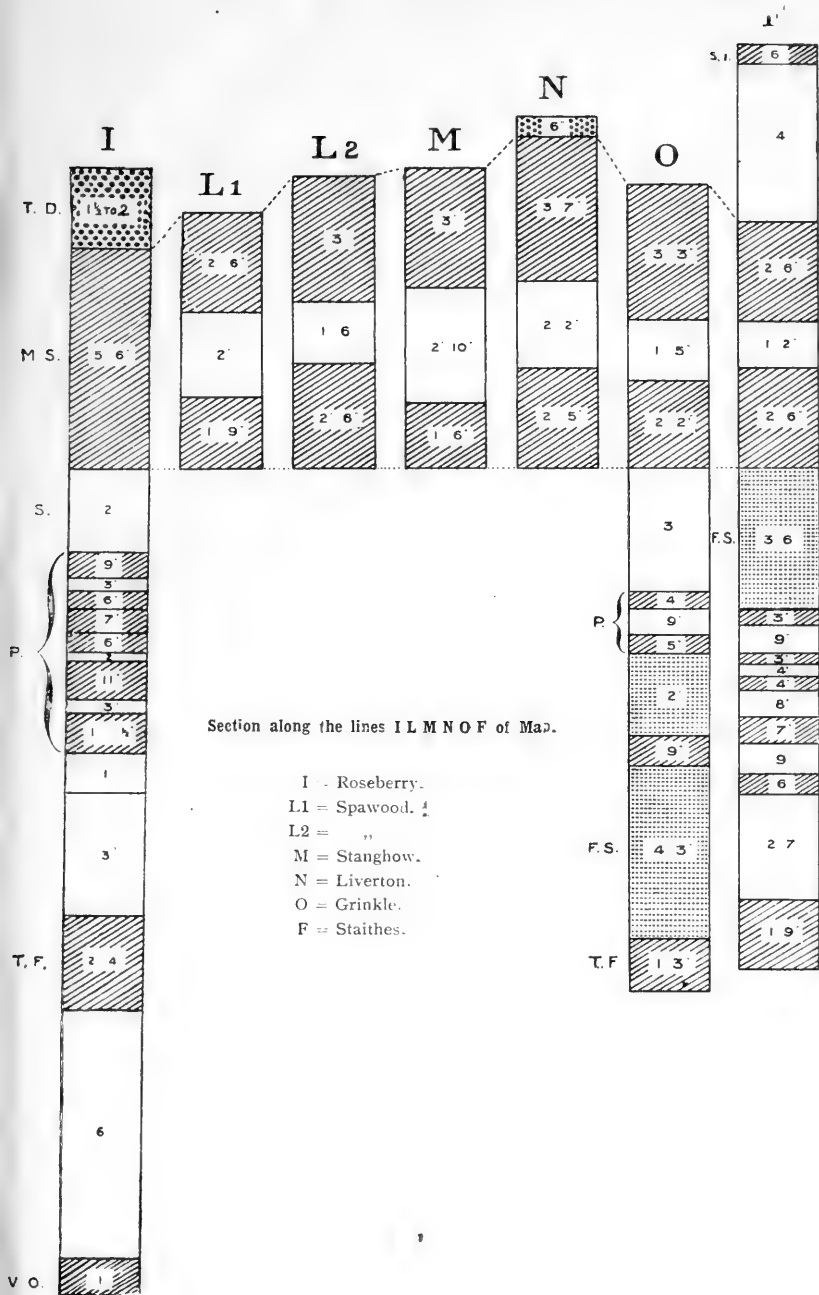 I
L1
L2
M
N
O
F
T. D.
1½ TO 2
M S.
5 6
S.
2
P.
9
3
6
7
6
2
11
3
1 ½
1
3
T. F.
2 4
6
V O.
1
2 6
2
1 9
3
1 6
2 6
3
2 10
1 6
6
3 7
2 2
2 5
3 3
1 5
2 2
3
P.
4
9
5
2
9
F. S.
4 3
T. F
1 3
S. I.
6
4
2 6
1 2
2 6
F.S.
3 6
3
9
3
4
4
8
7
9
6
2 7
1 9
Section along the lines I L M N O F of Map.
I - Roseberry.
L1 = Spawood.
L2 = „
M = Stanghow.
N = Liverton.
O = Grinkle.
F = Staithes.